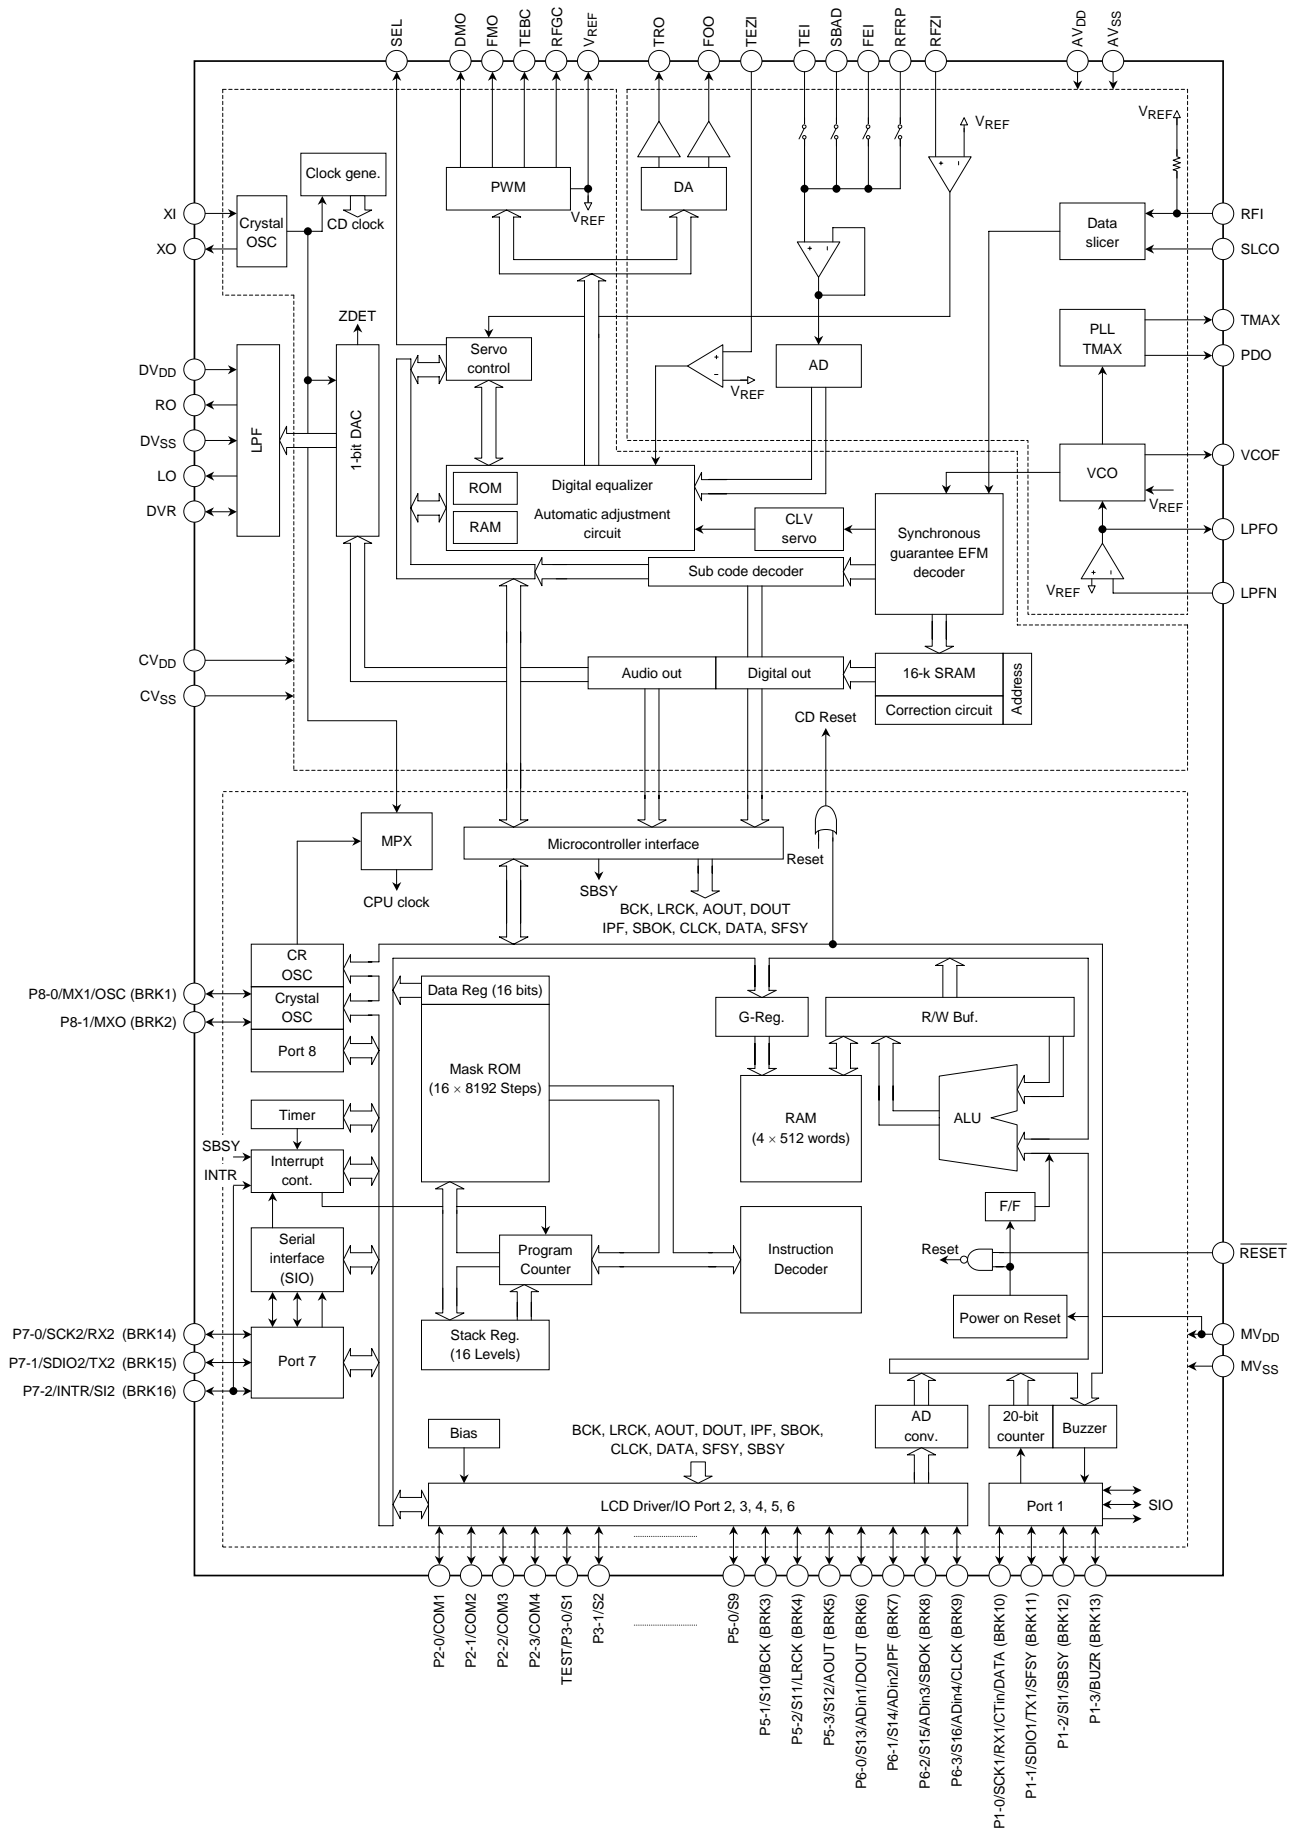 SEL
DMO
FMO
TEBC
RFGC
VREF
TRO
FOO
TEZI
TEI
SBAD
FEI
RFRP
RFZI
AVDD
AVSS
VREF
VREF
Clock gene.
PWM
DA
VREF
XI
XO
Crystal
OSC
CD clock
Data
slicer
RFI
SLCO
ZDET
PLL
TMAX
TMAX
PDO
Servo
control
AD
VREF
DVDD
RO
DVSS
LO
DVR
LPF
1-bit DAC
VCO
VCOF
VREF
ROM
RAM
Digital equalizer
Automatic adjustment
circuit
CLV
servo
Synchronous
guarantee EFM
decoder
LPFO
Sub code decoder
VREF
LPFN
CVDD
CVSS
Audio out
Digital out
16-k SRAM
Correction circuit
Address
CD Reset
MPX
Microcontroller interface
Reset
CPU clock
SBSY
BCK, LRCK, AOUT, DOUT
IPF, SBOK, CLCK, DATA, SFSY
CR
OSC
P8-0/MX1/OSC (BRK1)
P8-1/MXO (BRK2)
Crystal
OSC
Port 8
Data Reg (16 bits)
Mask ROM
(16 × 8192 Steps)
G-Reg.
R/W Buf.
RAM
(4 × 512 words)
ALU
Timer
SBSY
INTR
Interrupt
cont.
F/F
Serial
interface
(SIO)
Program
Counter
Instruction
Decoder
Reset
RESET
Power on Reset
P7-0/SCK2/RX2 (BRK14)
P7-1/SDIO2/TX2 (BRK15)
P7-2/INTR/SI2 (BRK16)
Port 7
Stack Reg.
(16 Levels)
MVDD
MVSS
Bias
BCK, LRCK, AOUT, DOUT, IPF, SBOK,
CLCK, DATA, SFSY, SBSY
AD
conv.
20-bit
counter
Buzzer
LCD Driver/IO Port 2, 3, 4, 5, 6
Port 1
SIO
P2-0/COM1
P2-1/COM2
P2-2/COM3
P2-3/COM4
TEST/P3-0/S1
P3-1/S2
P5-0/S9
P5-1/S10/BCK (BRK3)
P5-2/S11/LRCK (BRK4)
P5-3/S12/AOUT (BRK5)
P6-0/S13/ADin1/DOUT (BRK6)
P6-1/S14/ADin2/IPF (BRK7)
P6-2/S15/ADin3/SBOK (BRK8)
P6-3/S16/ADin4/CLCK (BRK9)
P1-0/SCK1/RX1/CTin/DATA (BRK10)
P1-1/SDIO1/TX1/SFSY (BRK11)
P1-2/SI1/SBSY (BRK12)
P1-3/BUZR (BRK13)